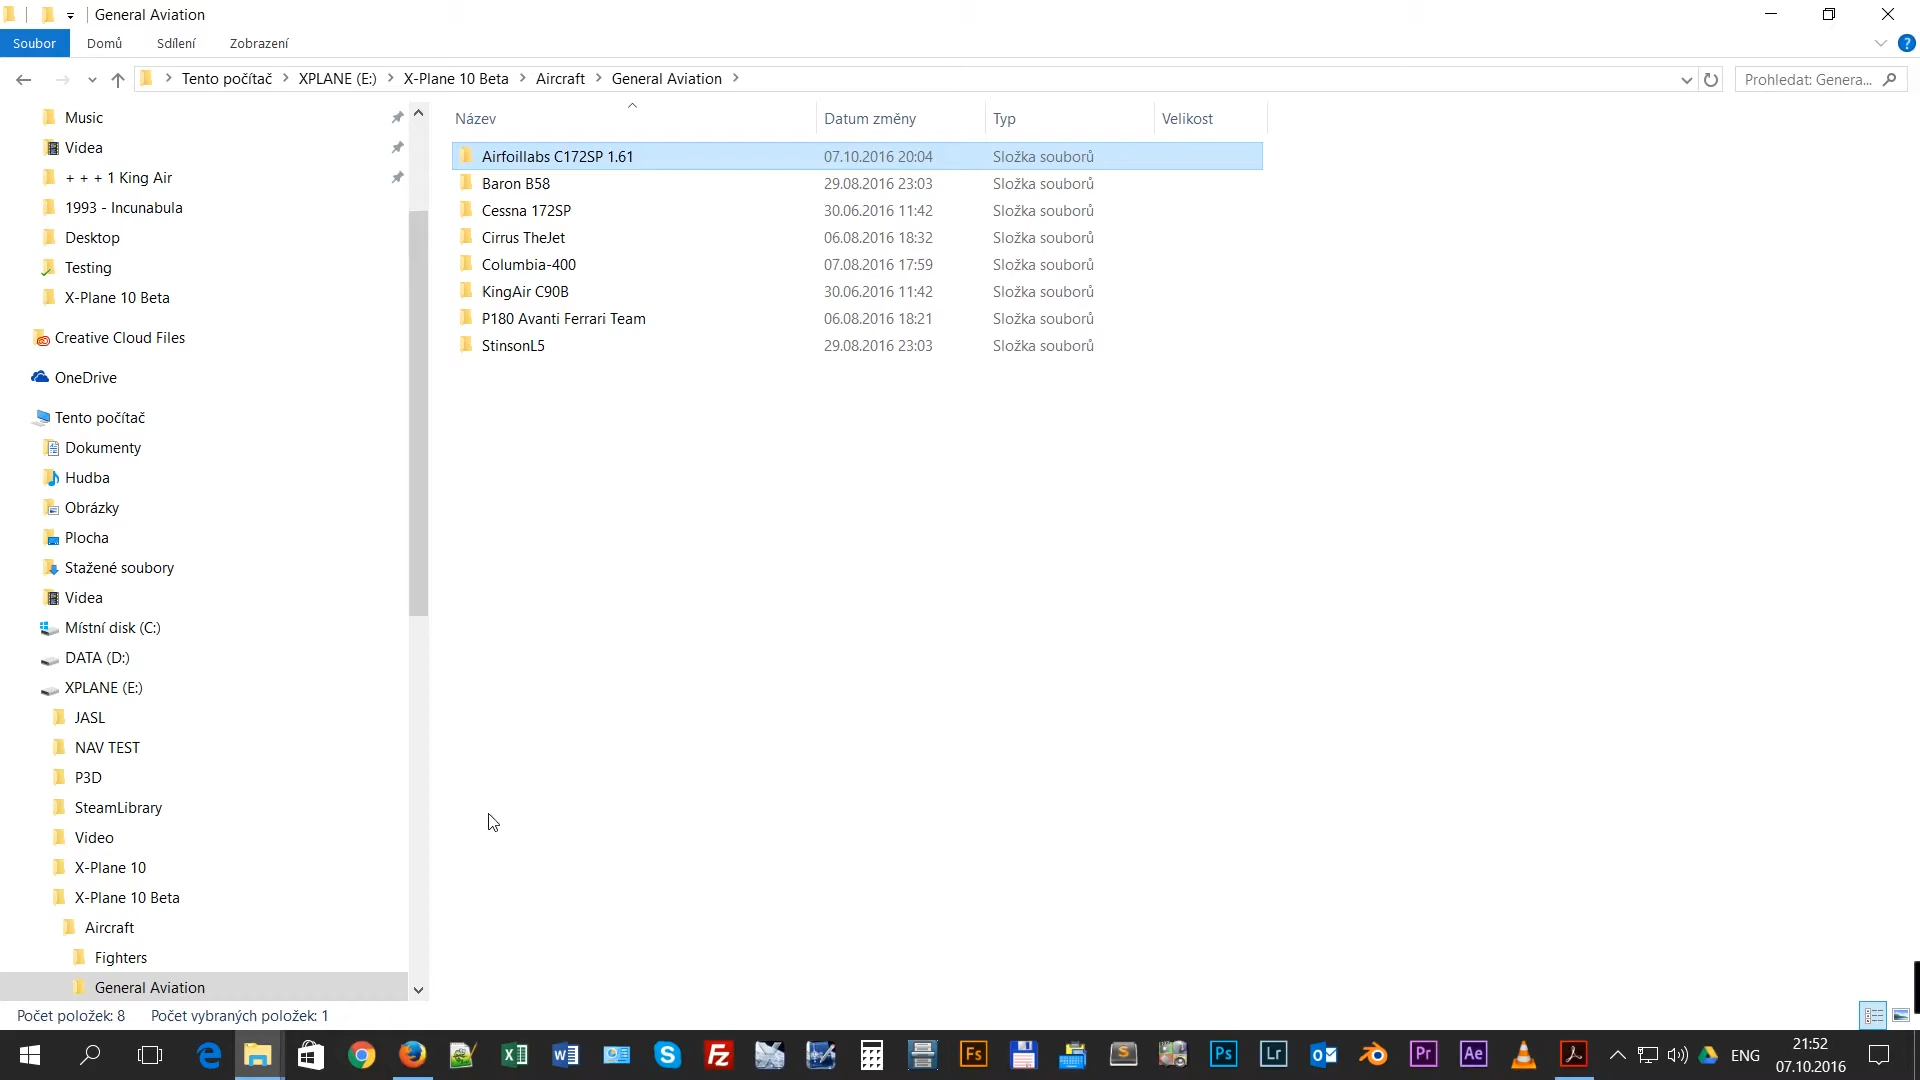 General Aviation
Soubor Domů Sdílení Zobrazení
Tento počítač XPLANE (E:) X-Plane 10 Beta Aircraft General Aviation
Prohledat: Genera...
Music
Videa
+ + + 1 King Air
1993 - Incunabula
Desktop
Testing
X-Plane 10 Beta
Creative Cloud Files
OneDrive
Tento počítač
Dokumenty
Hudba
Obrázky
Plocha
Stažené soubory
Videa
Místní disk (C:)
DATA (D:)
XPLANE (E:)
JASL
NAV TEST
P3D
SteamLibrary
Video
X-Plane 10
X-Plane 10 Beta
Aircraft
Fighters
General Aviation
Název Datum změny Typ Velikost
Airfoillabs C172SP 1.61 07.10.2016 20:04 Složka souborů
Baron B58 29.08.2016 23:03 Složka souborů
Cessna 172SP 30.06.2016 11:42 Složka souborů
Cirrus TheJet 06.08.2016 18:32 Složka souborů
Columbia-400 07.08.2016 17:59 Složka souborů
KingAir C90B 30.06.2016 11:42 Složka souborů
P180 Avanti Ferrari Team 06.08.2016 18:21 Složka souborů
StinsonL5 29.08.2016 23:03 Složka souborů
Počet položek: 8 Počet vybraných položek: 1
Fz Fs S Ps Lr Pr Ae
ENG
21:52
07.10.2016